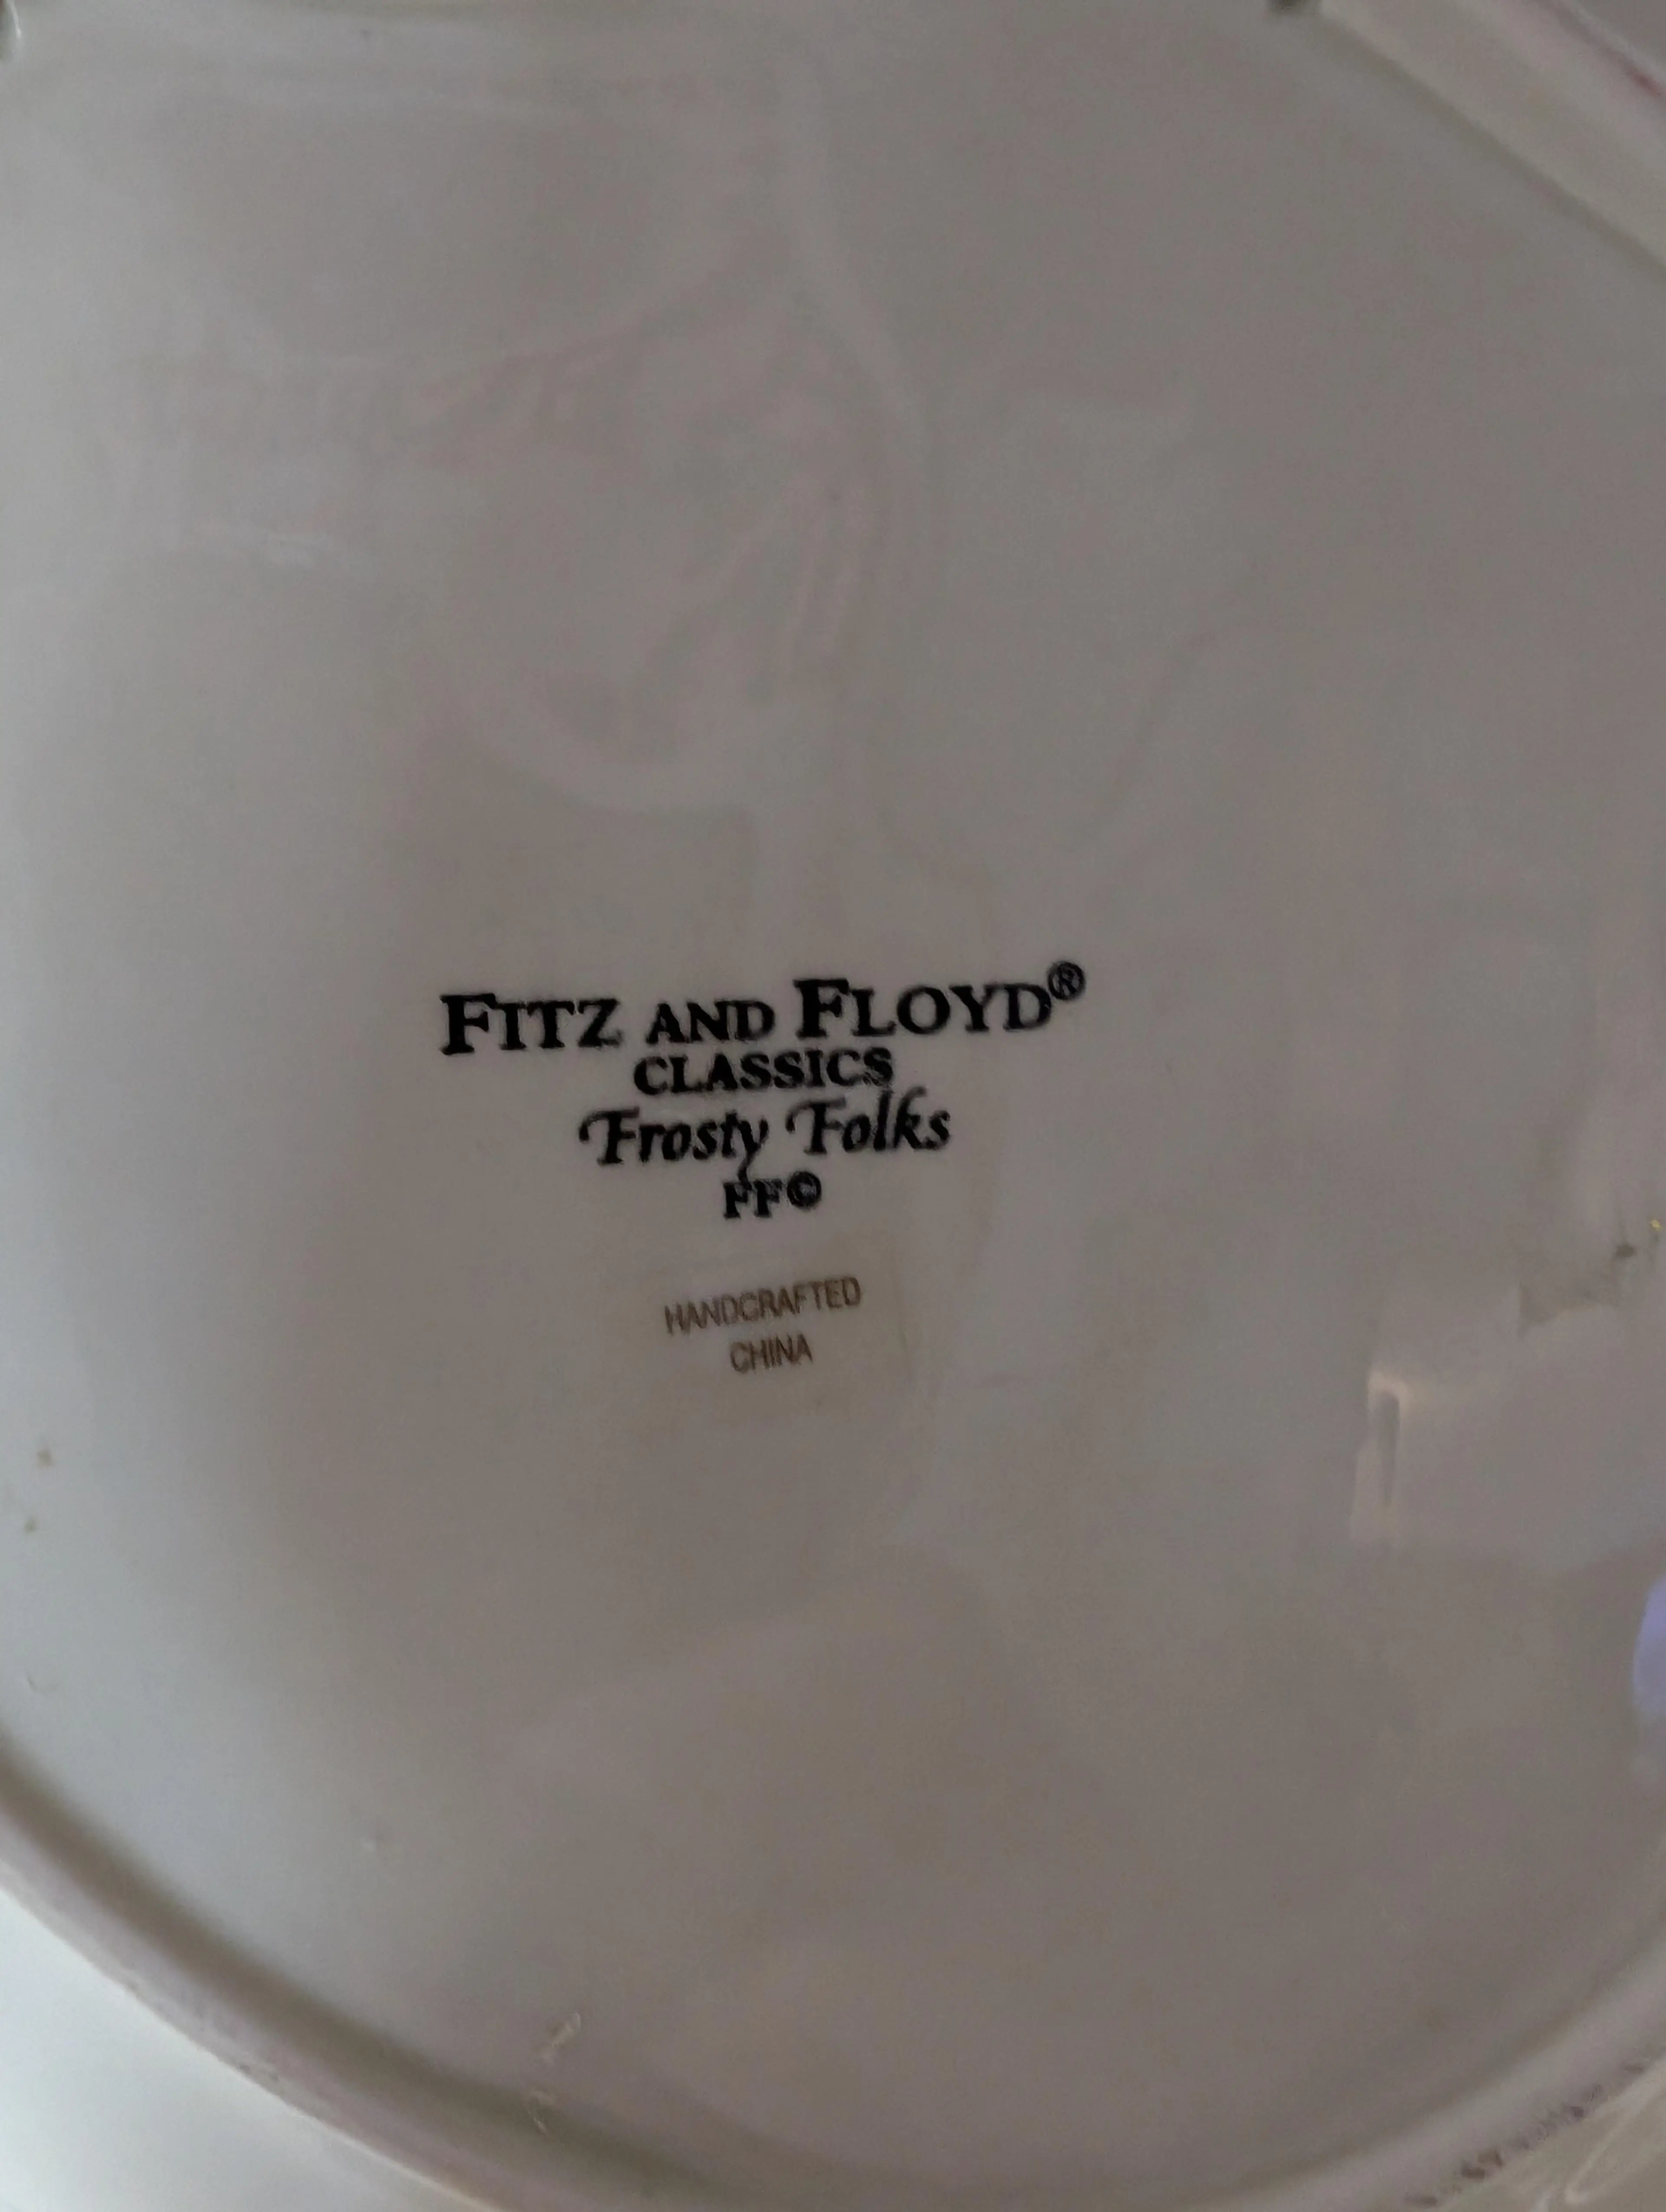 FITZ AND FLOYD®
CLASSICS
Frosty Folks
FF©
HANDCRAFTED
CHINA